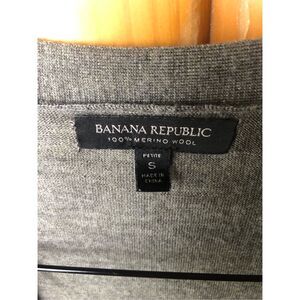 BANANA REPUBLIC
100% MERINO WOOL
PETITE
S
MADE IN
CHINA